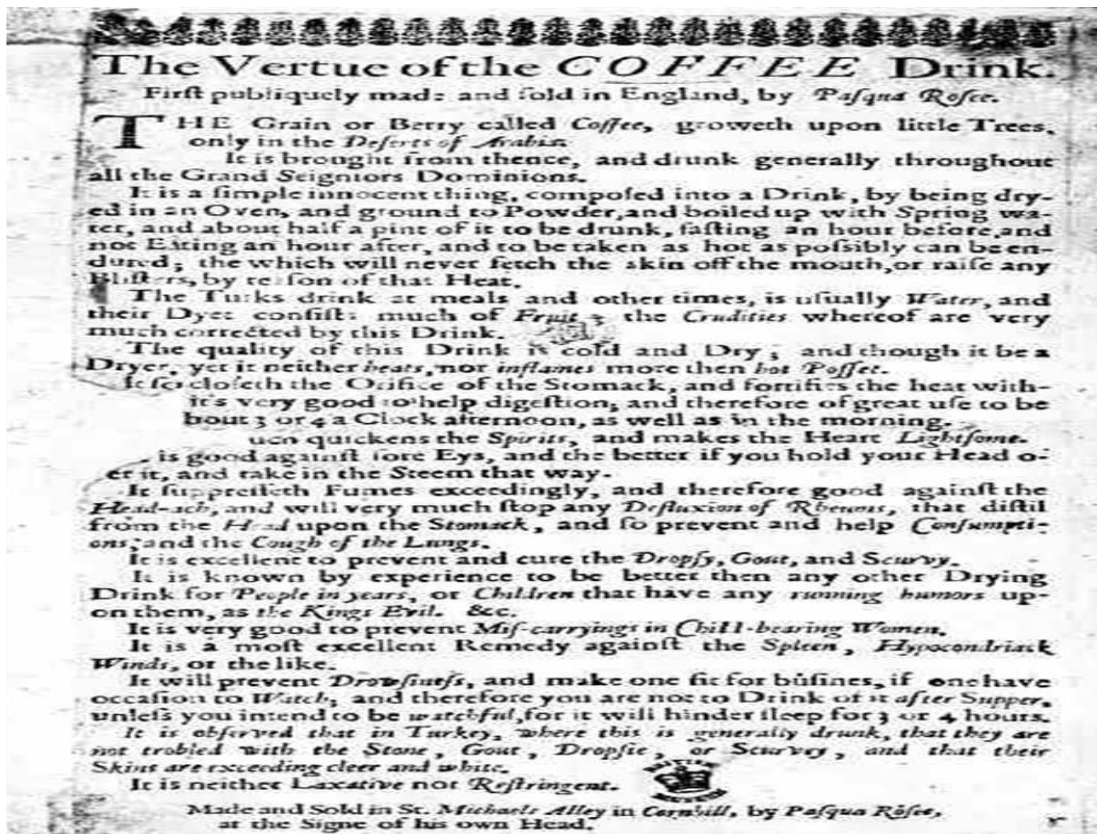 The Vertue of the COFFEE Drink.
First publiquely made and sold in England, by Pasqua Rosee.
THE Grain or Berry called Coffee, groweth upon little Trees,
only in the Deserts of Arabia
It is brought from thence, and drunk generally throughout
all the Grand Seigniors Dominions.
It is a simple innocent thing, composed into a Drink, by being dry-
ed in an Oven, and ground to Powder, and boiled up with Spring wa-
ter, and about half a pint of it to be drunk, fasting an hour before, and
not Eating an hour after, and to be taken as hot as possibly can be en-
dured; the which will never fetch the skin off the mouth, or raise any
Blisters, by reason of that Heat.
The Turks drink at meals and other times, is usually Water, and
their Dyet consists much of Fruit; the Crudities whereof are very
much corrected by this Drink.
The quality of this Drink is cold and Dry; and though it be a
Dryer, yet it neither heats, nor inflames more then hot Posset.
It so closeth the Orifice of the Stomack, and fortifies the heat with-
it's very good to help digestion; and therefore of great use to be
bout 3 or 4 a Clock afternoon, as well as in the morning.
uch quickens the Spirits, and makes the Heart Lightsome.
is good against sore Eys, and the better if you hold your Head o-
er it, and take in the Steem that way.
It suppresseth Fumes exceedingly, and therefore good against the
Head-ach, and will very much stop any Defluxion of Rheums, that distil
from the Head upon the Stomack, and so prevent and help Consumpti-
ons; and the Cough of the Lungs.
It is excellent to prevent and cure the Dropsy, Gout, and Scurvy.
It is known by experience to be better then any other Drying
Drink for People in years, or Children that have any running humors up-
on them, as the Kings Evil. &c.
It is very good to prevent Mis-carryings in Child-bearing Women.
It is a most excellent Remedy against the Spleen, Hypocondriack
Winds, or the like.
It will prevent Drowsiness, and make one fit for busines, if one have
occasion to Watch; and therefore you are not to Drink of it after Supper,
unless you intend to be watchful, for it will hinder sleep for 3 or 4 hours.
It is observed that in Turkey, where this is generally drunk, that they are
not trobled with the Stone, Gout, Dropsie, or Scurvey, and that their
Skins are exceeding cleer and white.
It is neither Laxative nor Restringent.
Made and Sold in St. Michaels Alley in Cornhill, by Pasqua Rosee,
at the Signe of his own Head.